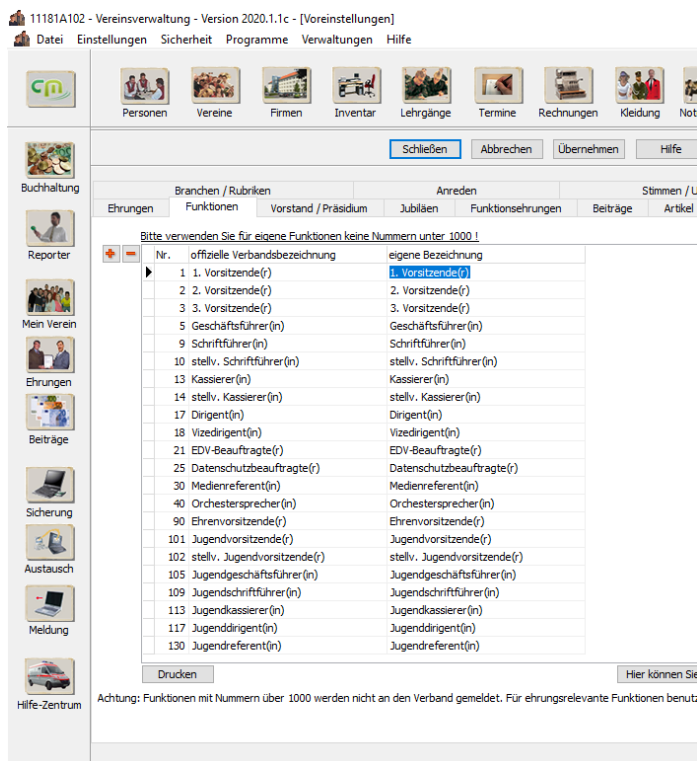 11181A102 - Vereinsverwaltung - Version 2020.1.1c - [Voreinstellungen]
Datei Einstellungen Sicherheit Programme Verwaltungen Hilfe
cm
Personen Vereine Firmen Inventar Lehrgänge Termine Rechnungen Kleidung Not
Schließen Abbrechen Übernehmen Hilfe
Buchhaltung
Reporter
Mein Verein
Ehrungen
Beiträge
Sicherung
Austausch
Meldung
Hilfe-Zentrum
Branchen / Rubriken Anreden Stimmen / U
Ehrungen Funktionen Vorstand / Präsidium Jubiläen Funktionsehrungen Beiträge Artikel
Bitte verwenden Sie für eigene Funktionen keine Nummern unter 1000 !
Nr. offizielle Verbandsbezeichnung eigene Bezeichnung
1 1. Vorsitzende(r) 1. Vorsitzende(r)
2 2. Vorsitzende(r) 2. Vorsitzende(r)
3 3. Vorsitzende(r) 3. Vorsitzende(r)
5 Geschäftsführer(in) Geschäftsführer(in)
9 Schriftführer(in) Schriftführer(in)
10 stellv. Schriftführer(in) stellv. Schriftführer(in)
13 Kassierer(in) Kassierer(in)
14 stellv. Kassierer(in) stellv. Kassierer(in)
17 Dirigent(in) Dirigent(in)
18 Vizedirigent(in) Vizedirigent(in)
21 EDV-Beauftragte(r) EDV-Beauftragte(r)
25 Datenschutzbeauftragte(r) Datenschutzbeauftragte(r)
30 Medienreferent(in) Medienreferent(in)
40 Orchestersprecher(in) Orchestersprecher(in)
90 Ehrenvorsitzende(r) Ehrenvorsitzende(r)
101 Jugendvorsitzende(r) Jugendvorsitzende(r)
102 stellv. Jugendvorsitzende(r) stellv. Jugendvorsitzende(r)
105 Jugendgeschäftsführer(in) Jugendgeschäftsführer(in)
109 Jugendschriftführer(in) Jugendschriftführer(in)
113 Jugendkassierer(in) Jugendkassierer(in)
117 Jugenddirigent(in) Jugenddirigent(in)
130 Jugendreferent(in) Jugendreferent(in)
Drucken Hier können Sie
Achtung: Funktionen mit Nummern über 1000 werden nicht an den Verband gemeldet. Für ehrungsrelevante Funktionen benutz